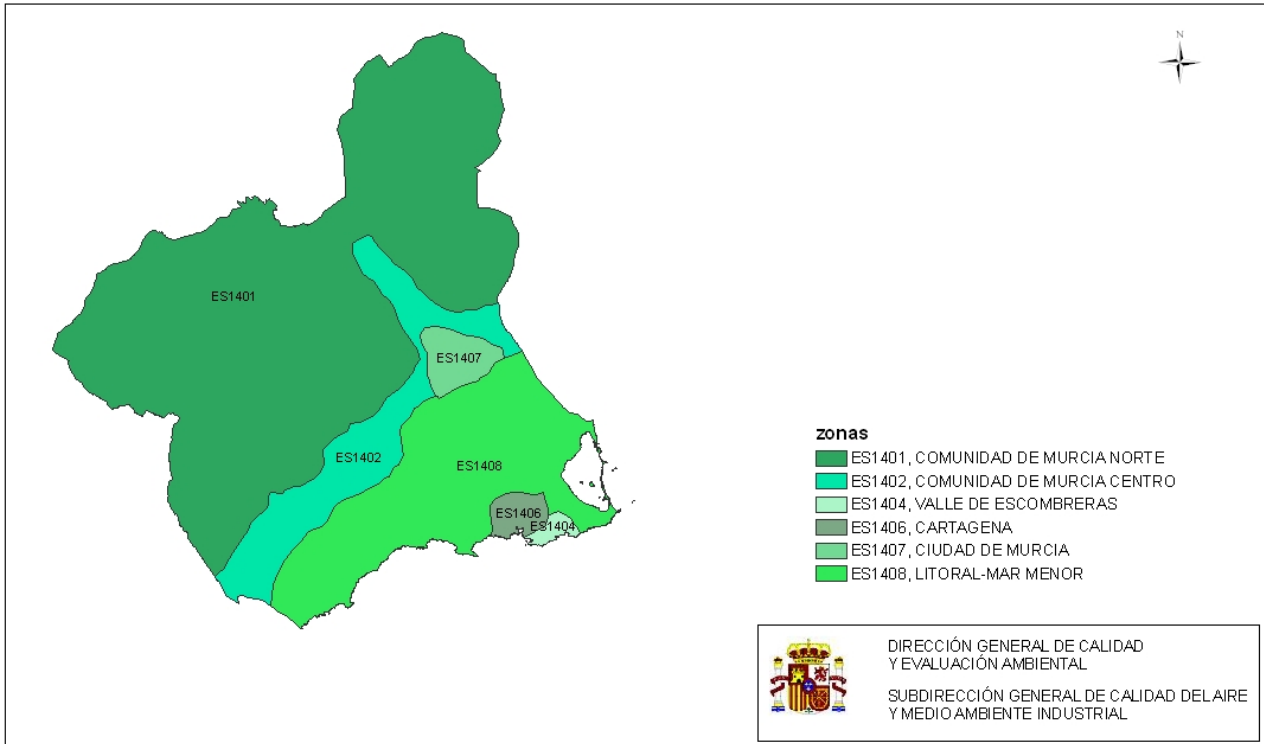 N
ES1401
ES1407
ES1402
ES1408
ES1406
ES1404
zonas
ES1401, COMUNIDAD DE MURCIA NORTE
ES1402, COMUNIDAD DE MURCIA CENTRO
ES1404, VALLE DE ESCOMBRERAS
ES1406, CARTAGENA
ES1407, CIUDAD DE MURCIA
ES1408, LITORAL-MAR MENOR
DIRECCIÓN GENERAL DE CALIDAD
Y EVALUACIÓN AMBIENTAL
SUBDIRECCIÓN GENERAL DE CALIDAD DEL AIRE
Y MEDIO AMBIENTE INDUSTRIAL